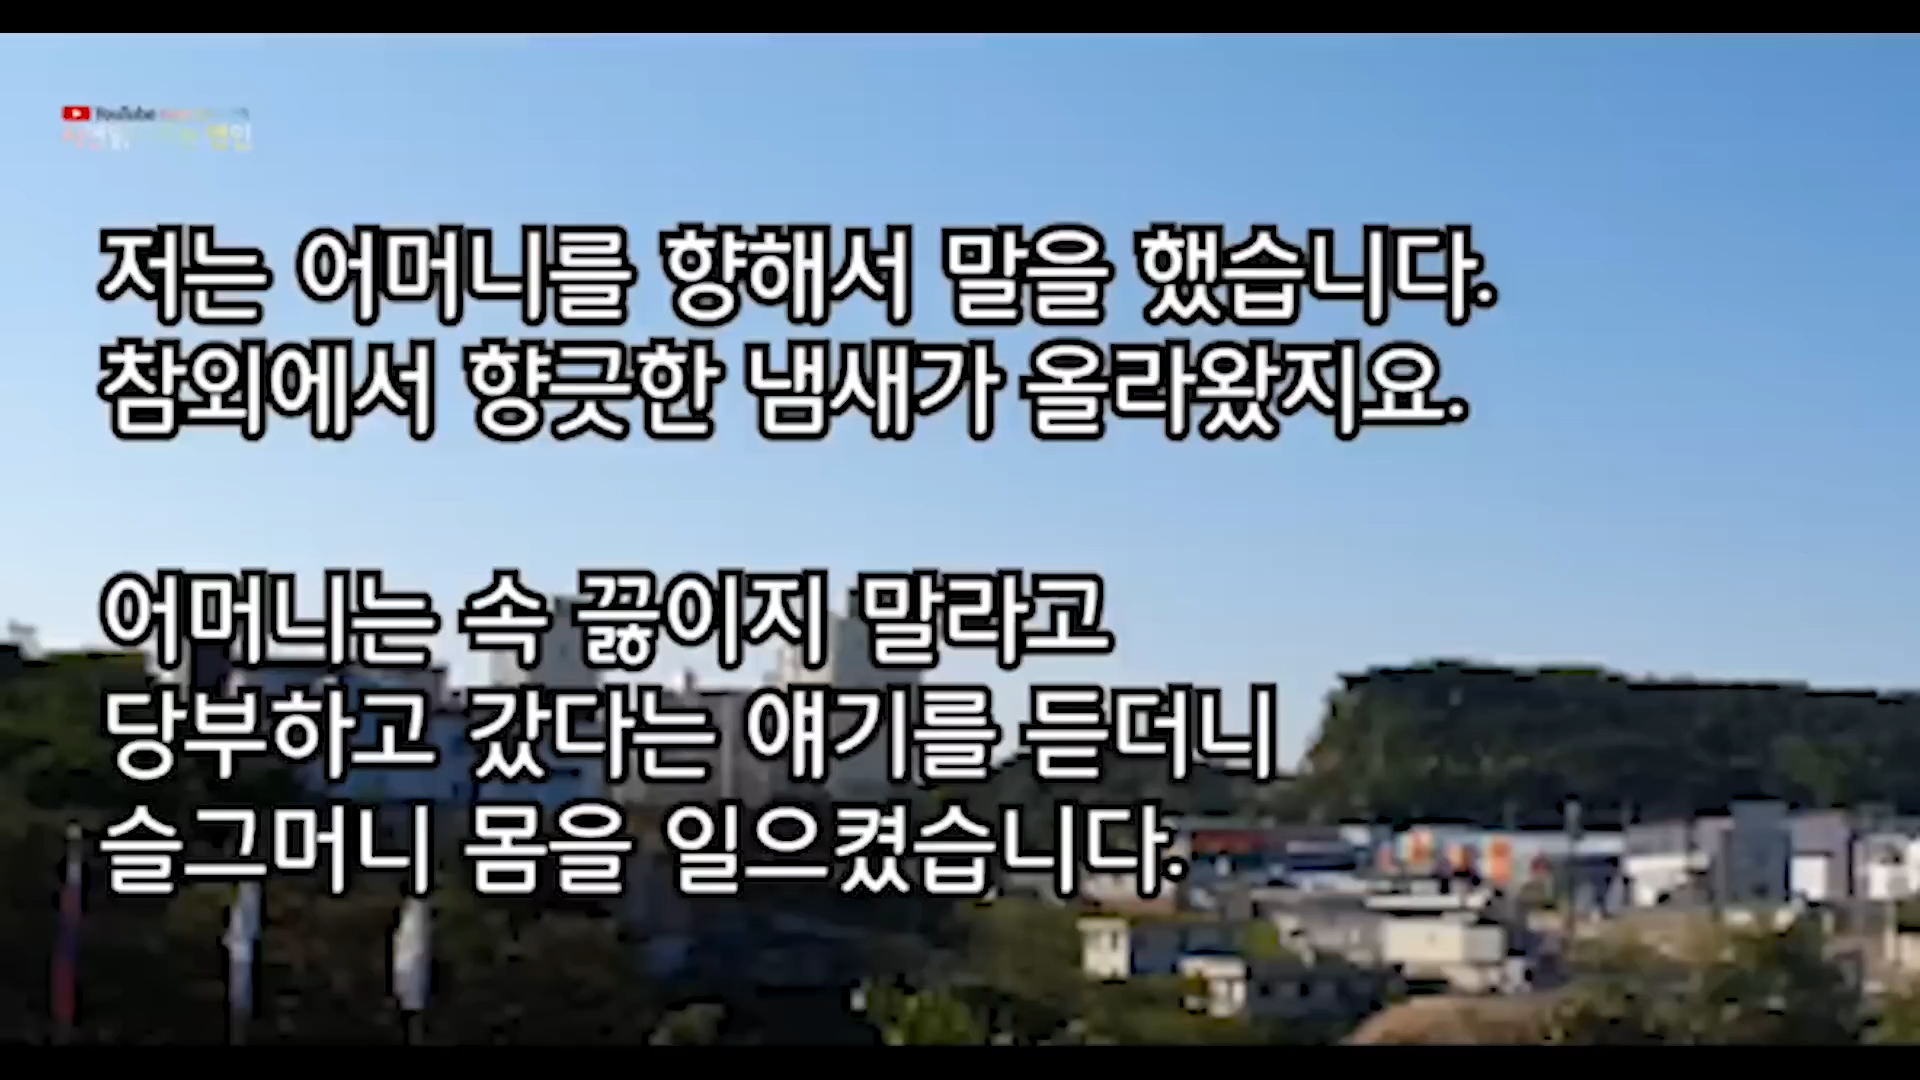 YouTube
저는 어머니를 향해서 말을 했습니다.
참외에서 향긋한 냄새가 올라왔지요.
어머니는 속 끓이지 말라고
당부하고 갔다는 얘기를 듣더니
슬그머니 몸을 일으켰습니다.